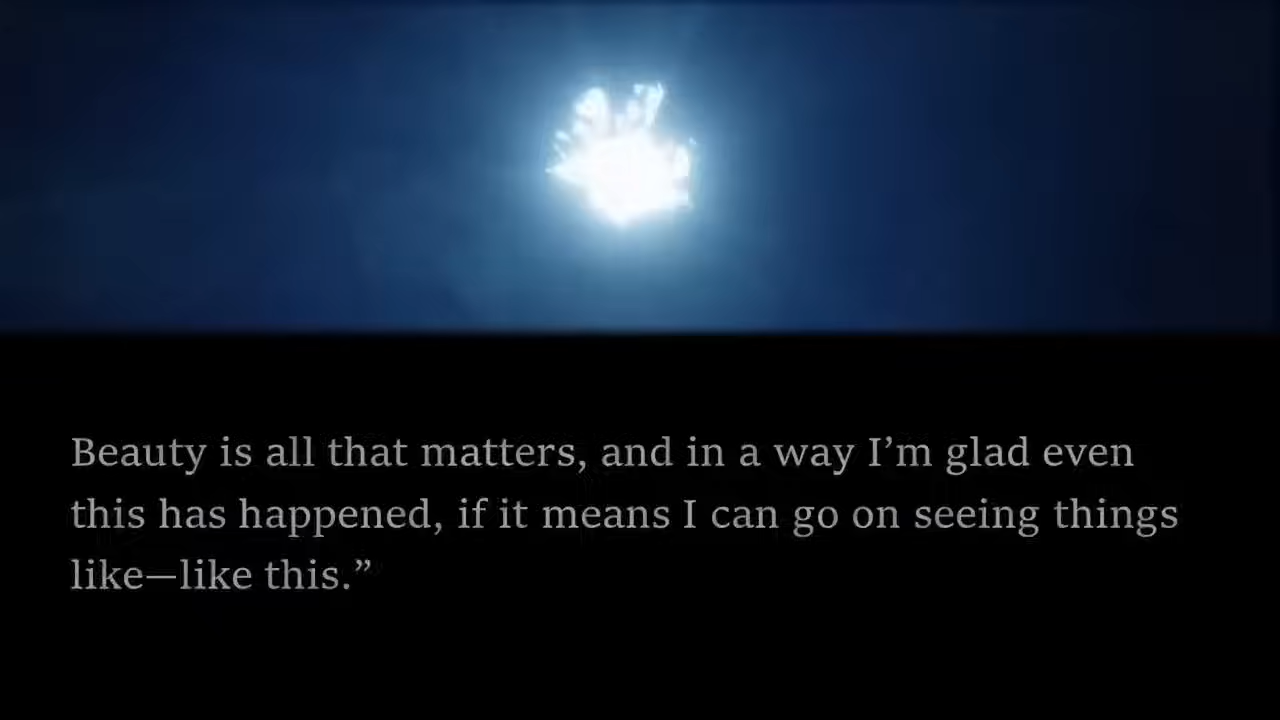 Beauty is all that matters, and in a way I’m glad even
this has happened, if it means I can go on seeing things
like—like this.”